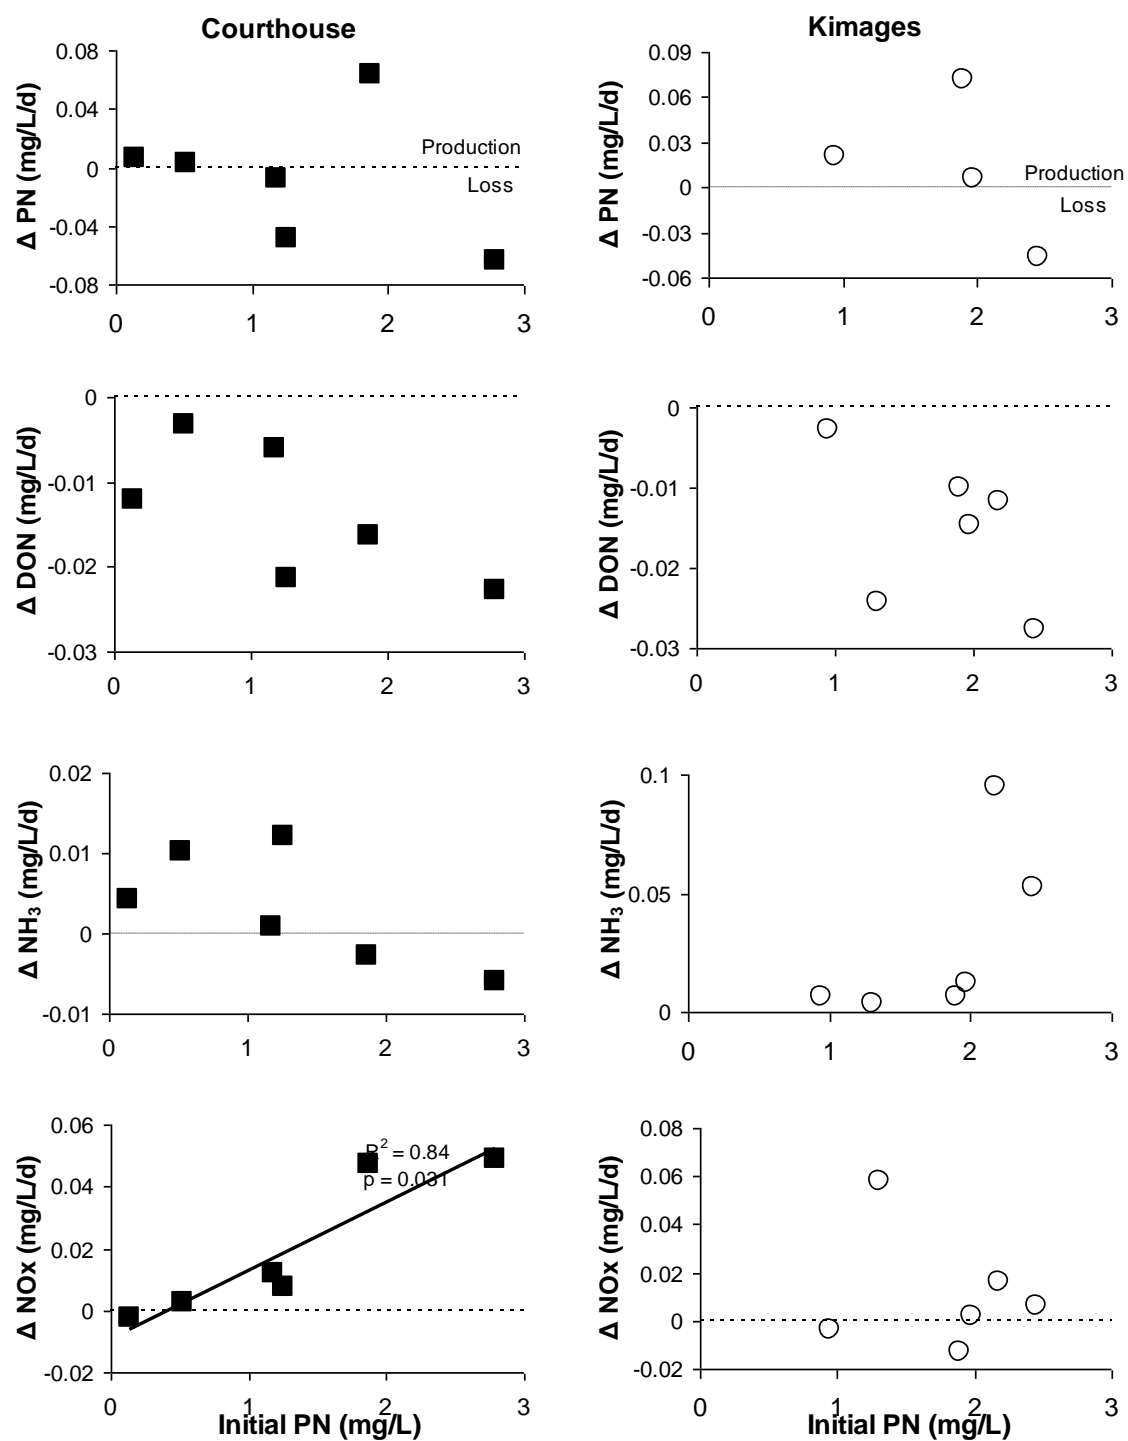 Courthouse
Δ PN (mg/L/d)
0.08
0.04
0
-0.04
-0.08
Production
Loss
0 1 2 3
Kimages
Δ PN (mg/L/d)
0.09
0.06
0.03
0
-0.03
-0.06
Production
Loss
0 1 2 3
Δ DON (mg/L/d)
0
-0.01
-0.02
-0.03
0 1 2 3
Δ DON (mg/L/d)
0
-0.01
-0.02
-0.03
0 1 2 3
Δ NH₃ (mg/L/d)
0.02
0.01
0
-0.01
0 1 2 3
Δ NH₃ (mg/L/d)
0.1
0.05
0
0 1 2 3
Δ NOx (mg/L/d)
0.06
0.04
0.02
0
-0.02
R² = 0.84
p = 0.031
0 1 2 3
Initial PN (mg/L)
Δ NOx (mg/L/d)
0.08
0.06
0.04
0.02
0
-0.02
0 1 2 3
Initial PN (mg/L)